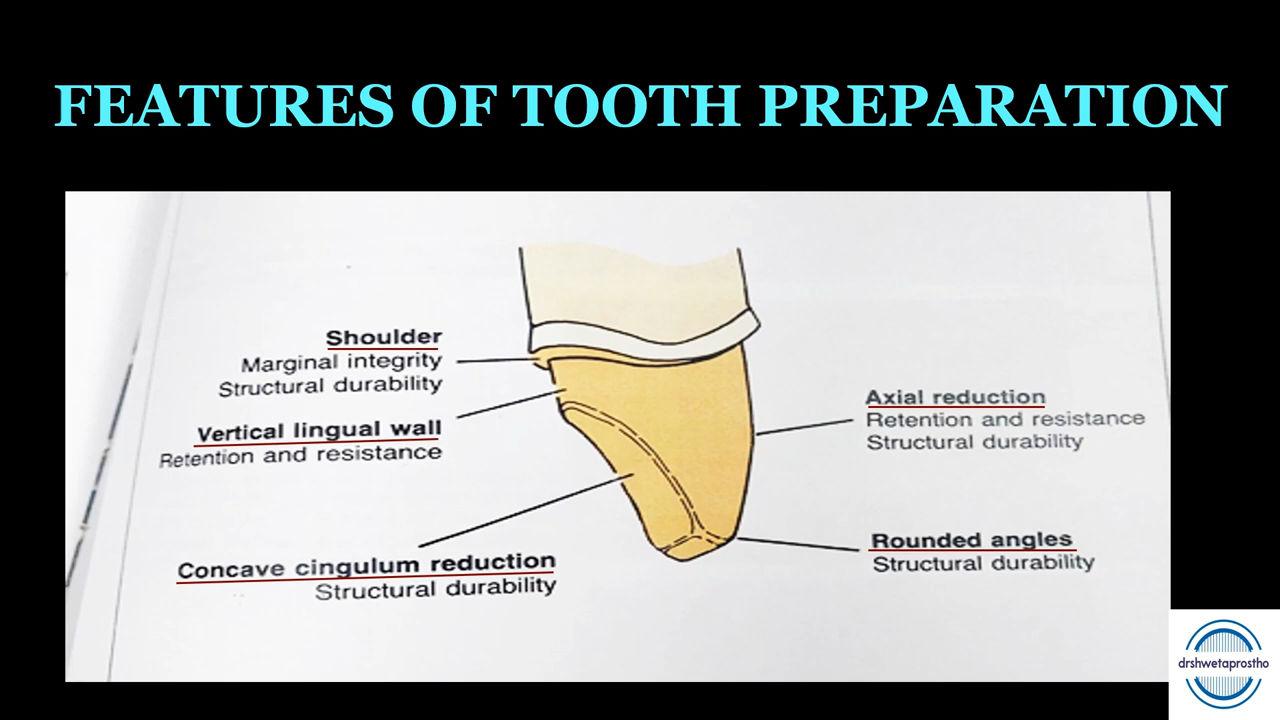 FEATURES OF TOOTH PREPARATION
Shoulder
Marginal integrity
Structural durability
Vertical lingual wall
Retention and resistance
Concave cingulum reduction
Structural durability
Axial reduction
Retention and resistance
Structural durability
Rounded angles
Structural durability
drshwetaprostho